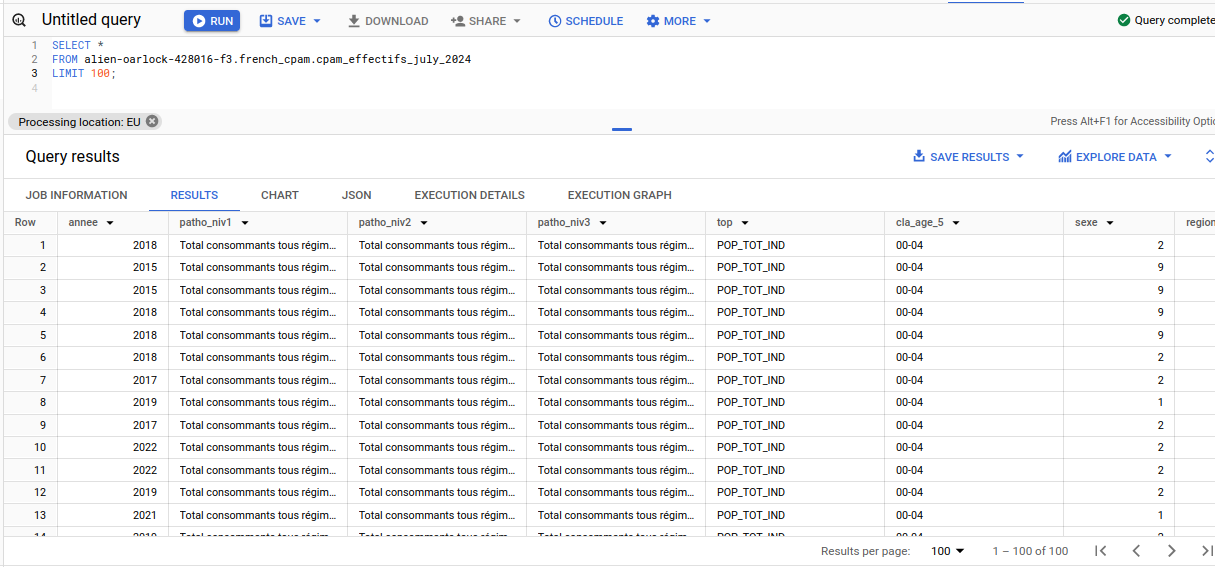 Untitled query RUN SAVE DOWNLOAD SHARE SCHEDULE MORE Query complete
1 SELECT *
2 FROM alien-oarlock-428016-f3.french_cpam.cpam_effectifs_july_2024
3 LIMIT 100;
4
Processing location: EU Press Alt+F1 for Accessibility Optio
Query results SAVE RESULTS EXPLORE DATA
JOB INFORMATION RESULTS CHART JSON EXECUTION DETAILS EXECUTION GRAPH
Row annee patho_niv1 patho_niv2 patho_niv3 top cla_age_5 sexe region
1 2018 Total consommants tous régim... Total consommants tous régim... Total consommants tous régim... POP_TOT_IND 00-04 2
2 2015 Total consommants tous régim... Total consommants tous régim... Total consommants tous régim... POP_TOT_IND 00-04 9
3 2015 Total consommants tous régim... Total consommants tous régim... Total consommants tous régim... POP_TOT_IND 00-04 9
4 2018 Total consommants tous régim... Total consommants tous régim... Total consommants tous régim... POP_TOT_IND 00-04 9
5 2018 Total consommants tous régim... Total consommants tous régim... Total consommants tous régim... POP_TOT_IND 00-04 9
6 2018 Total consommants tous régim... Total consommants tous régim... Total consommants tous régim... POP_TOT_IND 00-04 2
7 2017 Total consommants tous régim... Total consommants tous régim... Total consommants tous régim... POP_TOT_IND 00-04 2
8 2019 Total consommants tous régim... Total consommants tous régim... Total consommants tous régim... POP_TOT_IND 00-04 1
9 2017 Total consommants tous régim... Total consommants tous régim... Total consommants tous régim... POP_TOT_IND 00-04 2
10 2022 Total consommants tous régim... Total consommants tous régim... Total consommants tous régim... POP_TOT_IND 00-04 2
11 2022 Total consommants tous régim... Total consommants tous régim... Total consommants tous régim... POP_TOT_IND 00-04 2
12 2019 Total consommants tous régim... Total consommants tous régim... Total consommants tous régim... POP_TOT_IND 00-04 2
13 2021 Total consommants tous régim... Total consommants tous régim... Total consommants tous régim... POP_TOT_IND 00-04 1
Results per page: 100 1 – 100 of 100